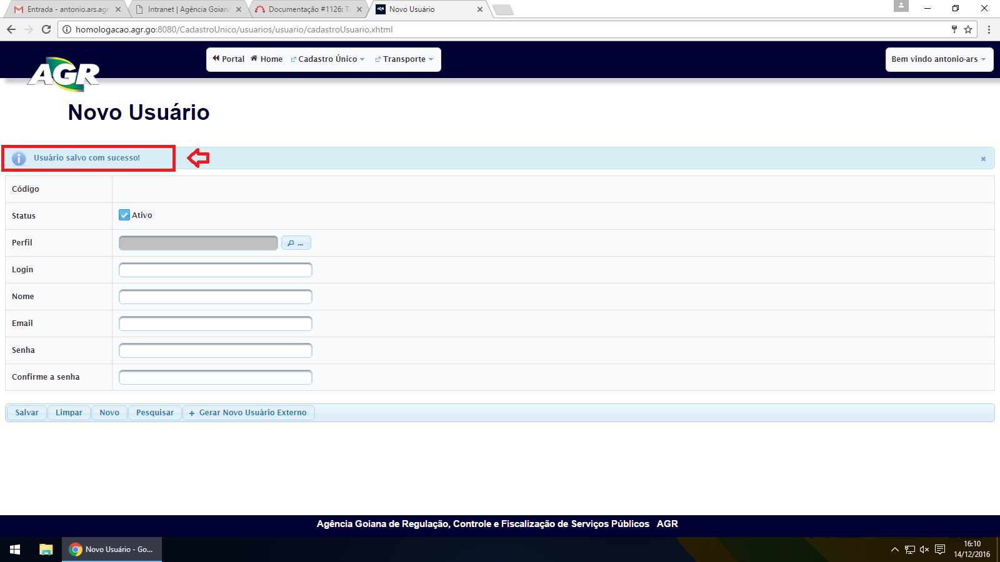 Entrada - antonio.ars.agr
Intranet | Agência Goiana
Documentação #1126: T
Novo Usuário
homologacao.agr.go:8080/CadastroUnico/usuarios/usuario/cadastroUsuario.xhtml
AGR
Portal
Home
Cadastro Único
Transporte
Bem vindo antonio-ars
Novo Usuário
Usuário salvo com sucesso!
Código
Status
Ativo
Perfil
...
Login
Nome
Email
Senha
Confirme a senha
Salvar
Limpar
Novo
Pesquisar
+ Gerar Novo Usuário Externo
Agência Goiana de Regulação, Controle e Fiscalização de Serviços Públicos AGR
Novo Usuário - Go...
16:10
14/12/2016